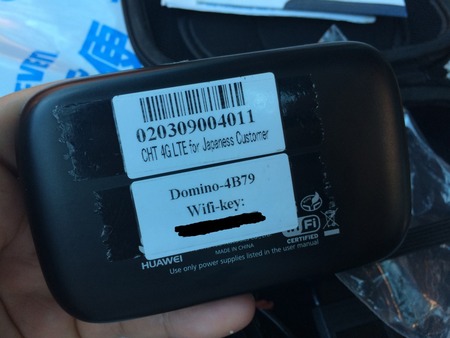 020309004011
CHT 4G LTE for Japaness Customer
Domino-4B79
Wifi-key:
Fi
CERTIFIED
MADE IN CHINA
HUAWEI
Use only power supplies listed in the user manual